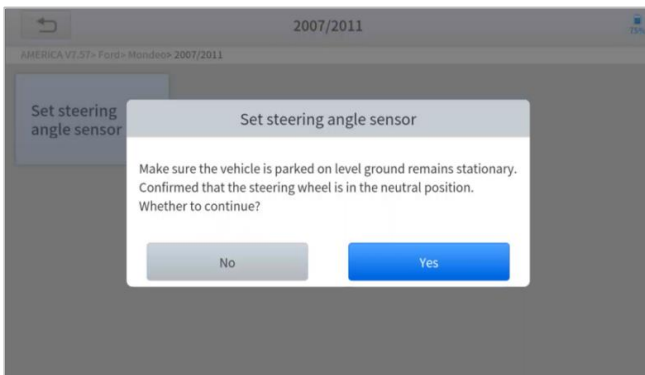 2007/2011
75%
AMERICA V7.57> Ford> Mondeo> 2007/2011
Set steering
angle sensor
Set steering angle sensor
Make sure the vehicle is parked on level ground remains stationary.
Confirmed that the steering wheel is in the neutral position.
Whether to continue?
No
Yes